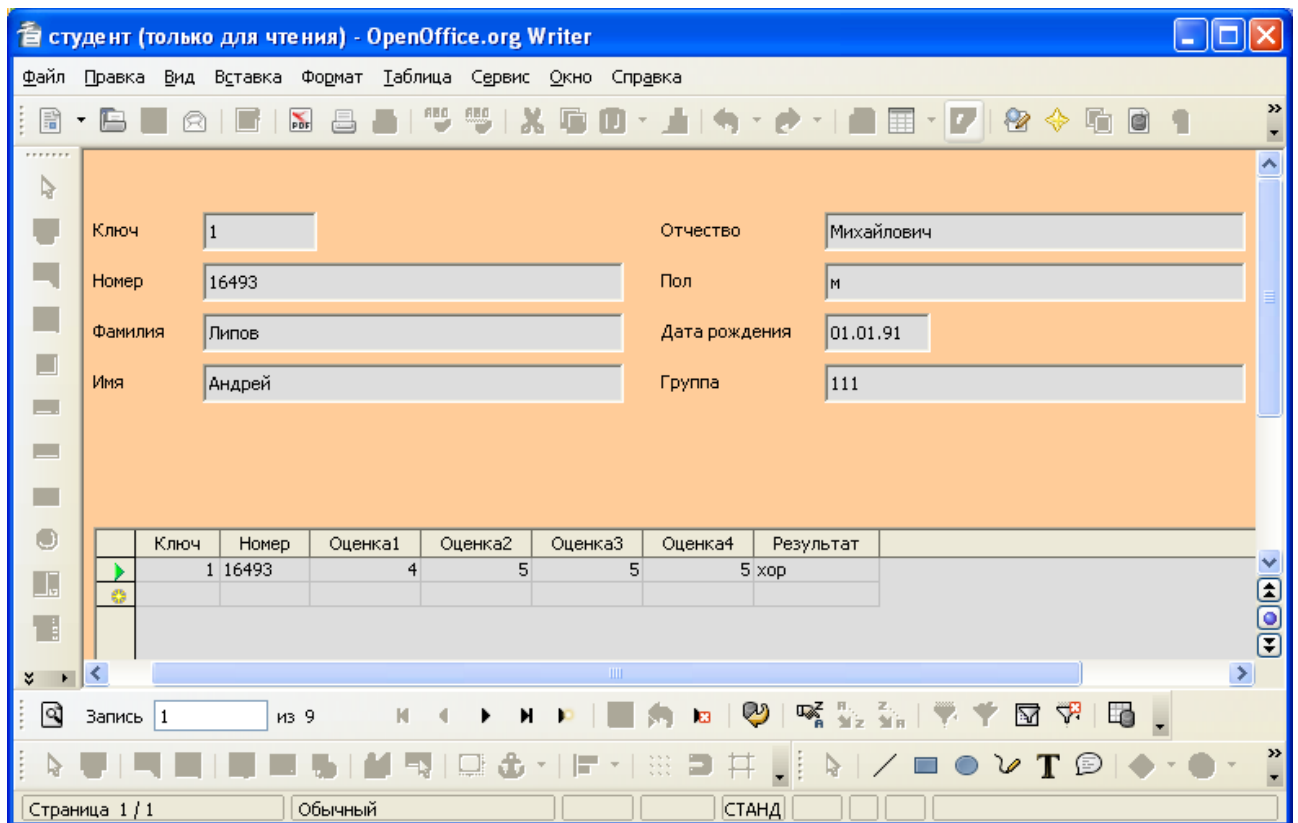 студент (только для чтения) - OpenOffice.org Writer
Файл Правка Вид Вставка Формат Таблица Сервис Окно Справка
Ключ 1 Отчество Михайлович
Номер 16493 Пол м
Фамилия Липов Дата рождения 01.01.91
Имя Андрей Группа 111
Ключ Номер Оценка1 Оценка2 Оценка3 Оценка4 Результат
1 16493 4 5 5 5 хор
Запись 1 из 9
Страница 1 / 1 Обычный СТАНД